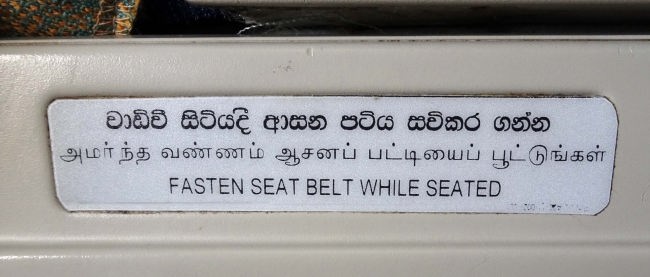 වාඩිවී සිටියදී ආසන පටිය සවිකර ගන්න
அமர்ந்த வண்ணம் ஆசனப் பட்டியைப் பூட்டுங்கள்
FASTEN SEAT BELT WHILE SEATED